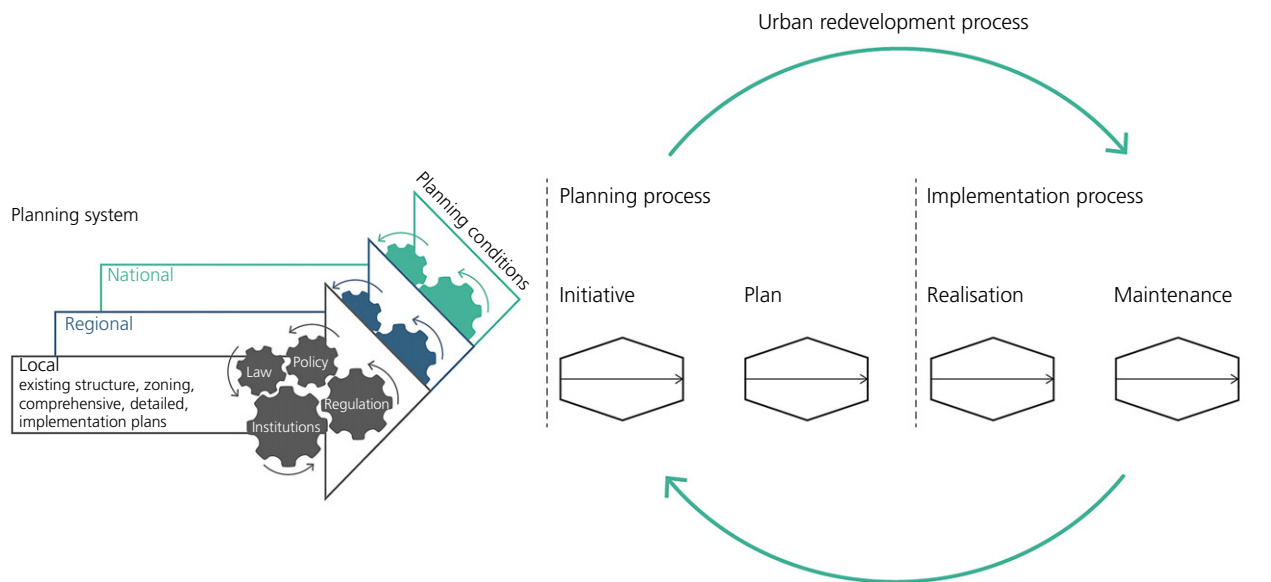 Urban redevelopment process
Planning system
Planning conditions
Planning process
Implementation process
National
Regional
Local
existing structure, zoning,
comprehensive, detailed,
implementation plans
Law
Policy
Regulation
Institutions
Initiative
Plan
Realisation
Maintenance